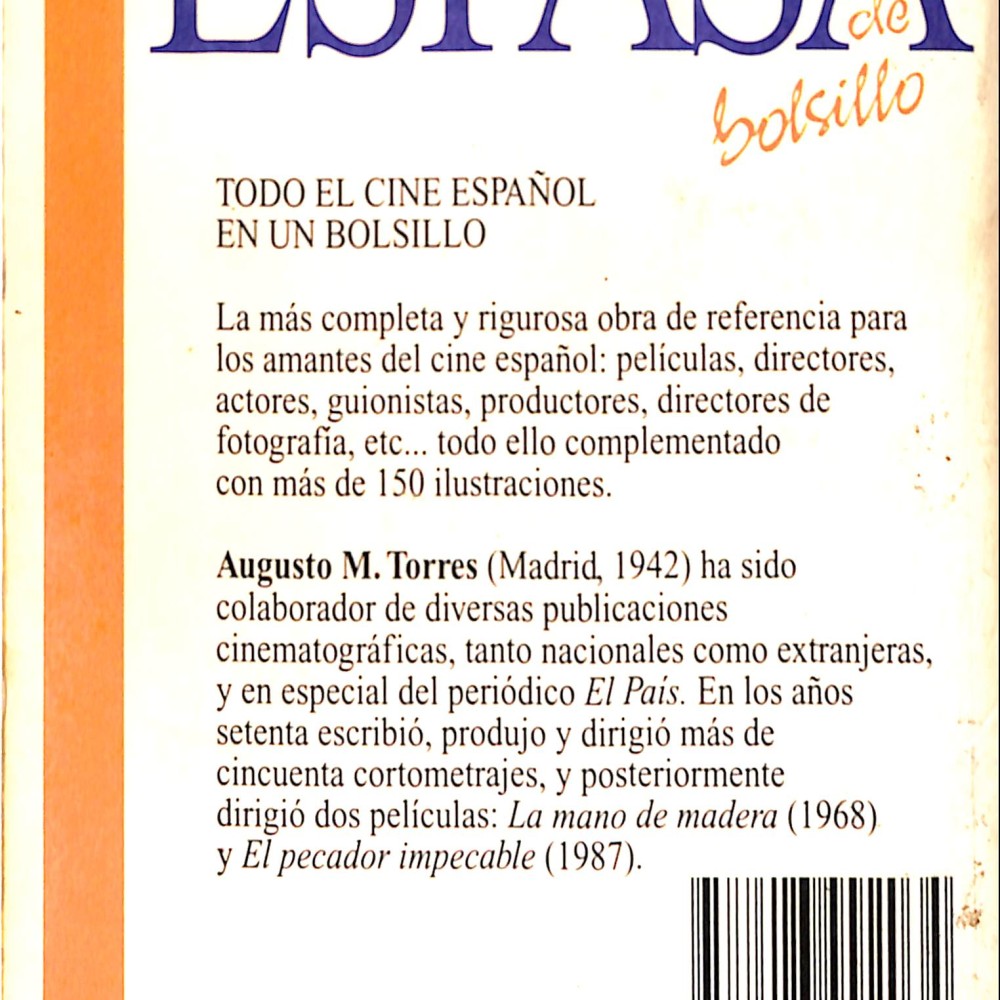 ESPASA
de
bolsillo
TODO EL CINE ESPAÑOL
EN UN BOLSILLO
La más completa y rigurosa obra de referencia para
los amantes del cine español: películas, directores,
actores, guionistas, productores, directores de
fotografía, etc... todo ello complementado
con más de 150 ilustraciones.
Augusto M. Torres (Madrid, 1942) ha sido
colaborador de diversas publicaciones
cinematográficas, tanto nacionales como extranjeras,
y en especial del periódico El País. En los años
setenta escribió, produjo y dirigió más de
cincuenta cortometrajes, y posteriormente
dirigió dos películas: La mano de madera (1968)
y El pecador impecable (1987).